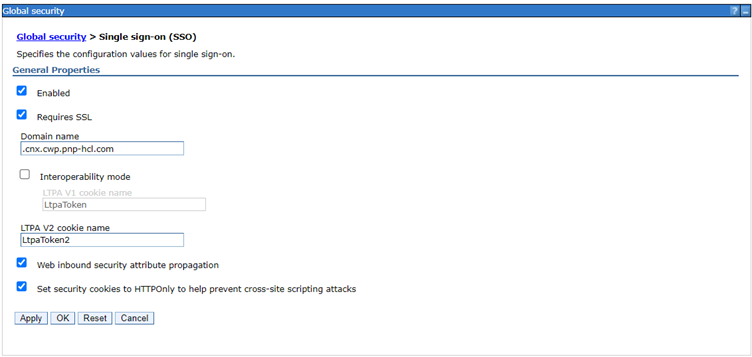 Global security
? –
Global security > Single sign-on (SSO)
Specifies the configuration values for single sign-on.
General Properties
Enabled
Requires SSL
Domain name
.cnx.cwp.pnp-hcl.com
Interoperability mode
LTPA V1 cookie name
LtpaToken
LTPA V2 cookie name
LtpaToken2
Web inbound security attribute propagation
Set security cookies to HTTPOnly to help prevent cross-site scripting attacks
Apply OK Reset Cancel